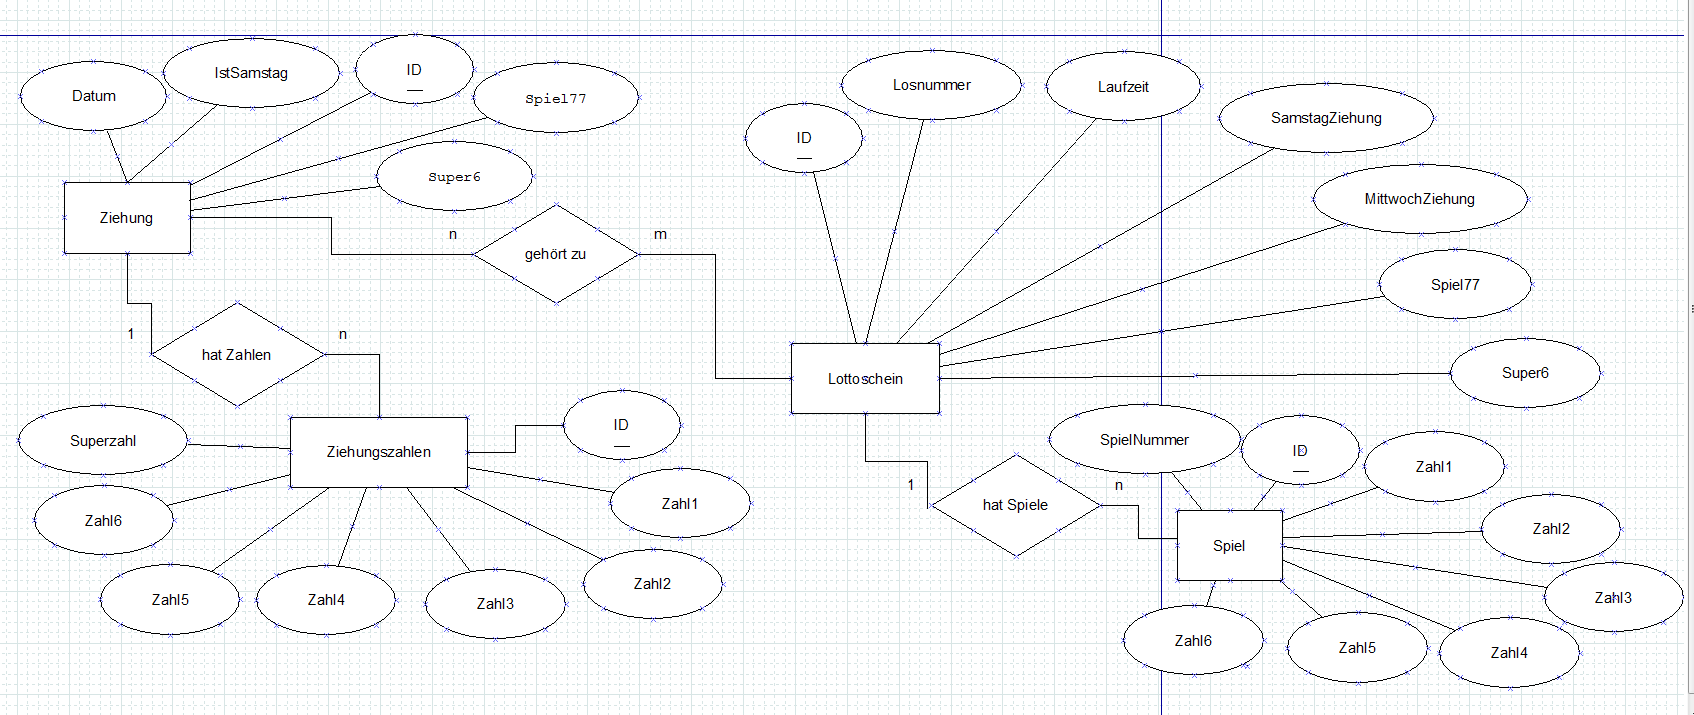 Datum
IstSamstag
ID
Spiel77
Super6
Ziehung
n
gehört zu
m
1
hat Zahlen
n
Superzahl
Ziehungszahlen
ID
Zahl1
Zahl2
Zahl3
Zahl4
Zahl5
Zahl6
ID
Losnummer
Laufzeit
SamstagZiehung
MittwochZiehung
Spiel77
Super6
Lottoschein
1
hat Spiele
n
SpielNummer
ID
Zahl1
Zahl2
Zahl3
Zahl4
Zahl5
Zahl6
Spiel